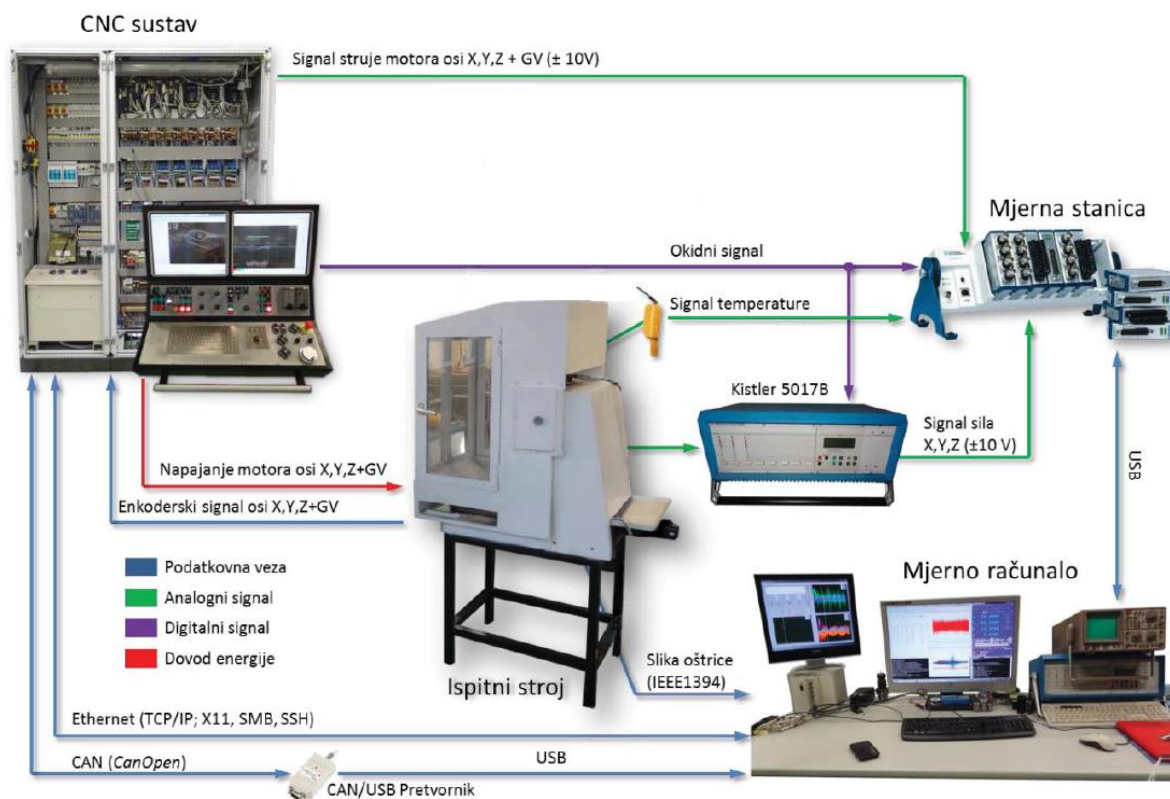 CNC sustav
Signal struje motora osi X,Y,Z + GV (± 10V)
Mjerna stanica
Okidni signal
Signal temperature
Kistler 5017B
Signal sila
X,Y,Z (±10 V)
USB
Napajanje motora osi X,Y,Z+GV
Enkoderski signal osi X,Y,Z+GV
Podatkovna veza
Analogni signal
Digitalni signal
Dovod energije
Mjerno računalo
Ispitni stroj
Slika oštrice
(IEEE1394)
Ethernet (TCP/IP; X11, SMB, SSH)
CAN (CanOpen)
USB
CAN/USB Pretvornik